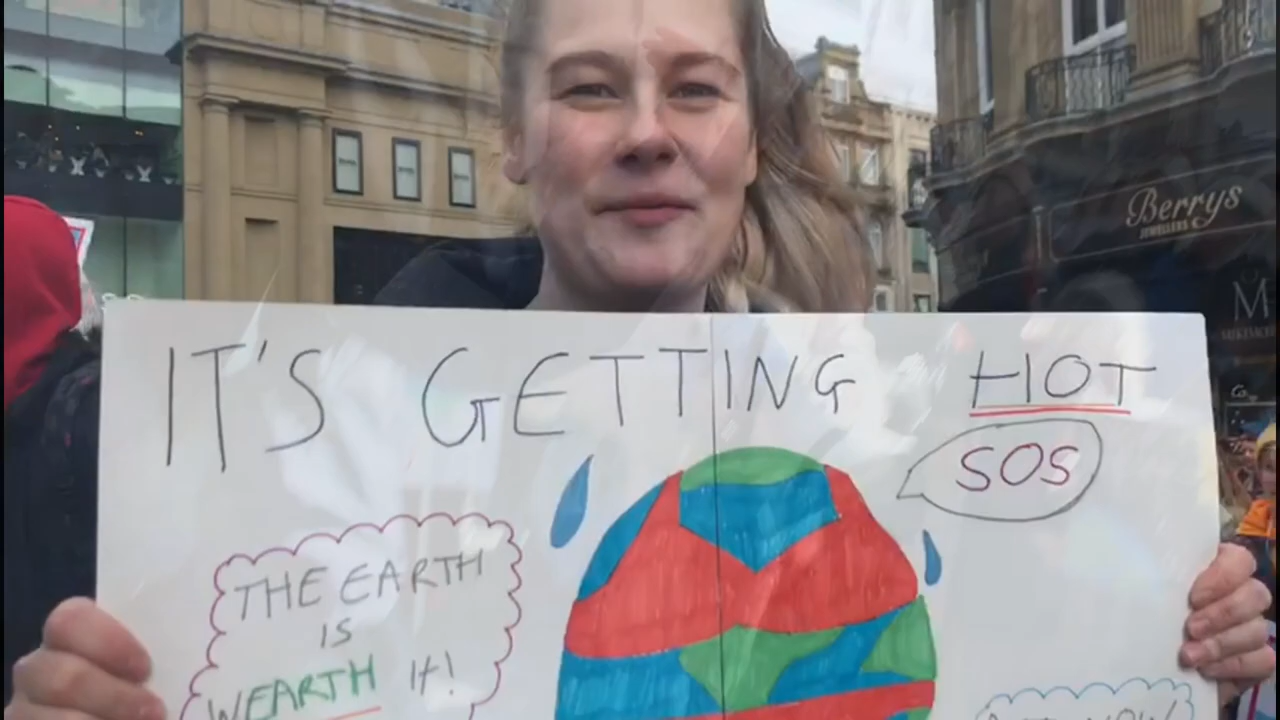 Berrys
JEWELLERS
M
IT'S GETTING HOT
SOS
THE EARTH
IS
WEARTH It!